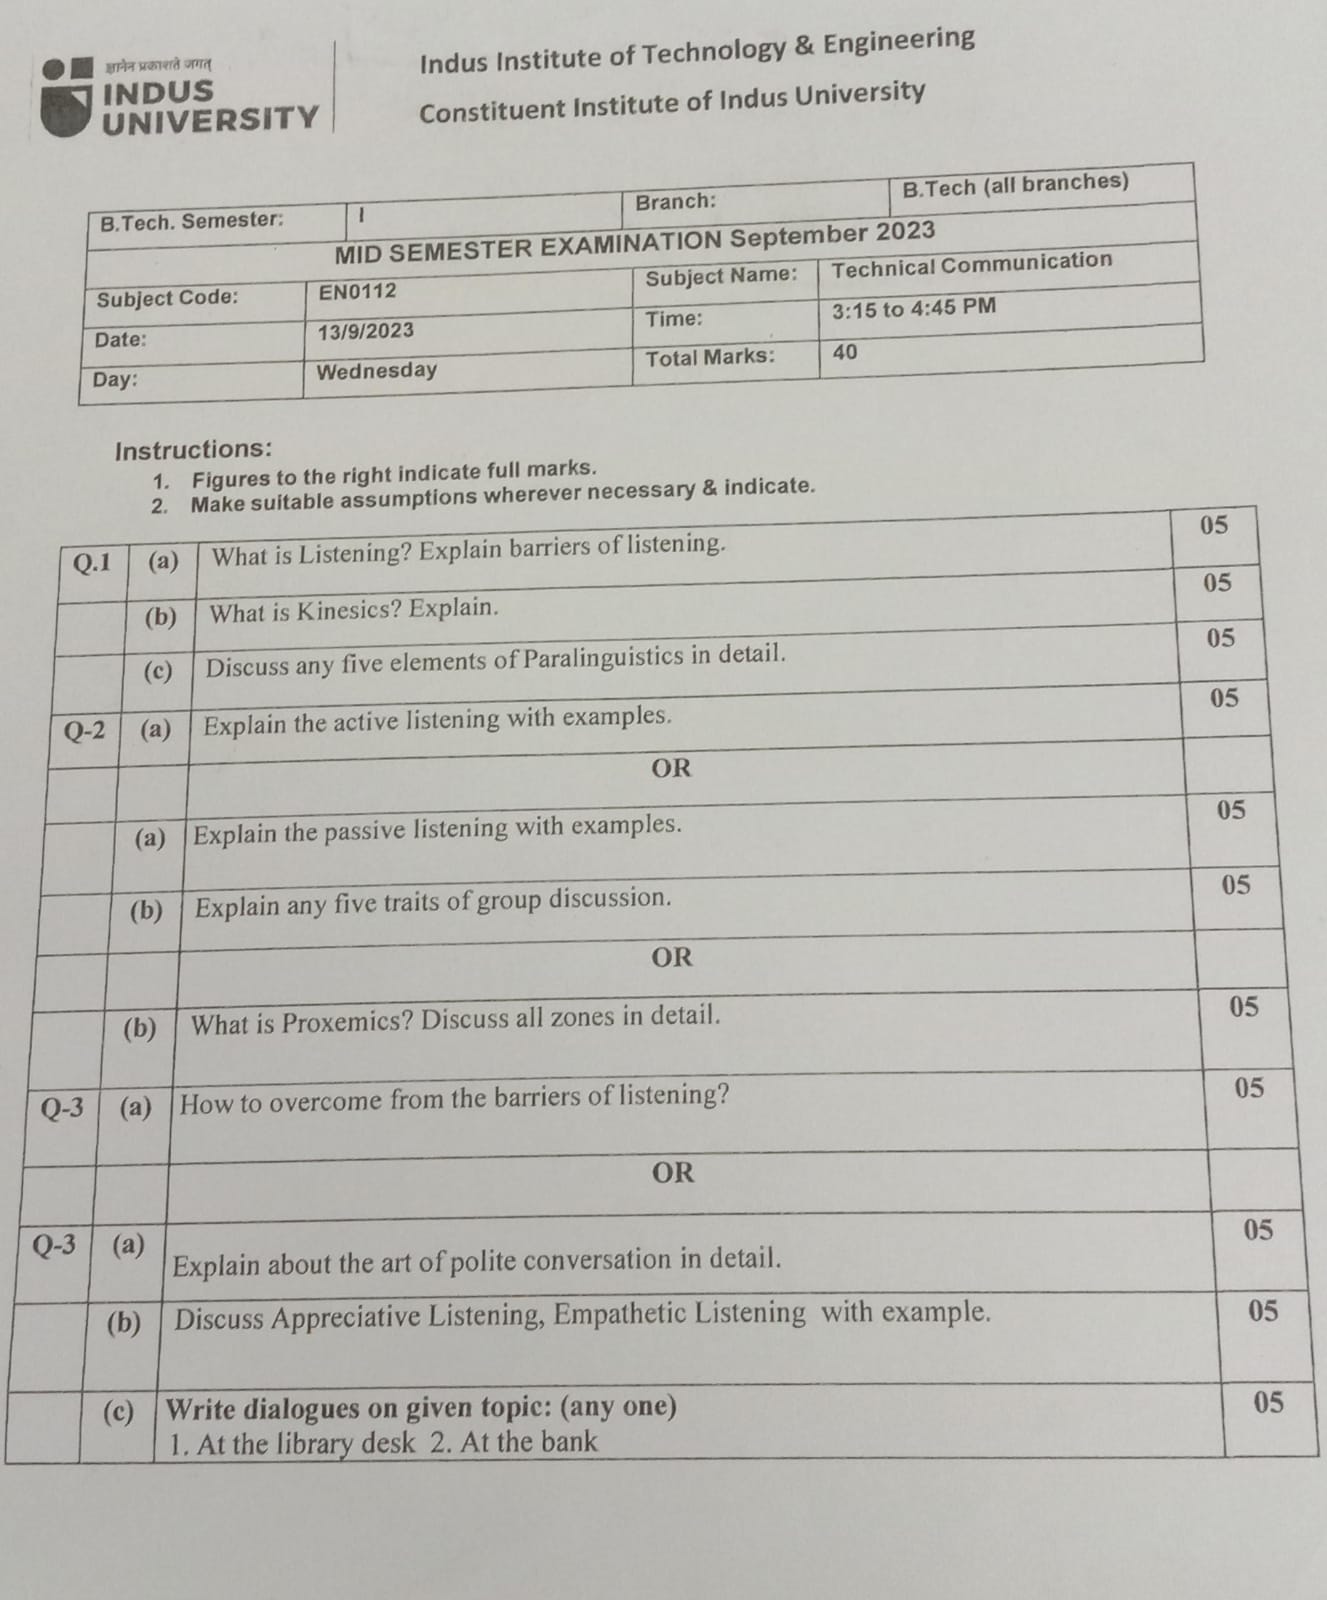 ज्ञानेन प्रकाशते जगत्
INDUS
UNIVERSITY
Indus Institute of Technology & Engineering
Constituent Institute of Indus University
B.Tech. Semester: I Branch: B.Tech (all branches)
MID SEMESTER EXAMINATION September 2023
Subject Code: EN0112 Subject Name: Technical Communication
Date: 13/9/2023 Time: 3:15 to 4:45 PM
Day: Wednesday Total Marks: 40
Instructions:
1. Figures to the right indicate full marks.
2. Make suitable assumptions wherever necessary & indicate.
Q.1 (a) What is Listening? Explain barriers of listening. 05
(b) What is Kinesics? Explain. 05
(c) Discuss any five elements of Paralinguistics in detail. 05
Q-2 (a) Explain the active listening with examples. 05
OR
(a) Explain the passive listening with examples. 05
(b) Explain any five traits of group discussion. 05
OR
(b) What is Proxemics? Discuss all zones in detail. 05
Q-3 (a) How to overcome from the barriers of listening? 05
OR
Q-3 (a) Explain about the art of polite conversation in detail. 05
(b) Discuss Appreciative Listening, Empathetic Listening with example. 05
(c) Write dialogues on given topic: (any one) 05
1. At the library desk 2. At the bank